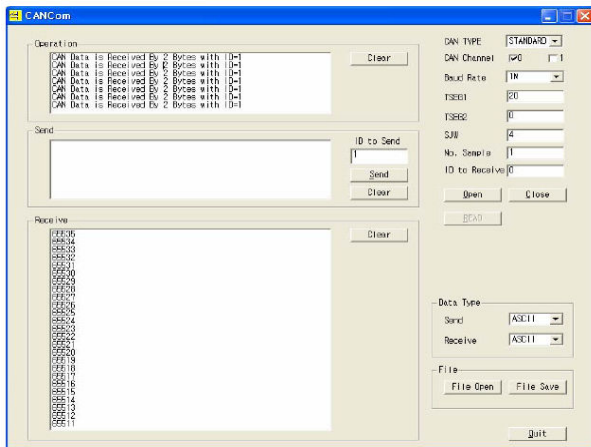 CANCom
Operation
CAN Data is Received By 2 Bytes with ID=1
CAN Data is Received By 2 Bytes with ID=1
CAN Data is Received By 2 Bytes with ID=1
CAN Data is Received By 2 Bytes with ID=1
CAN Data is Received By 2 Bytes with ID=1
CAN Data is Received By 2 Bytes with ID=1
CAN Data is Received By 2 Bytes with ID=1
Clear
Send
ID to Send
1
Send
Clear
Receive
65535
65534
65533
65532
65531
65530
65529
65528
65527
65526
65525
65524
65523
65522
65521
65520
65519
65518
65517
65516
65515
65514
65513
65512
65511
Clear
CAN TYPE STANDARD
CAN Channel 0 1
Baud Rate 1M
TSEG1 20
TSEG2 0
SJW 4
No. Sample 1
ID to Receive 0
Open Close
READ
Data Type
Send ASCII
Receive ASCII
File
File Open File Save
Quit